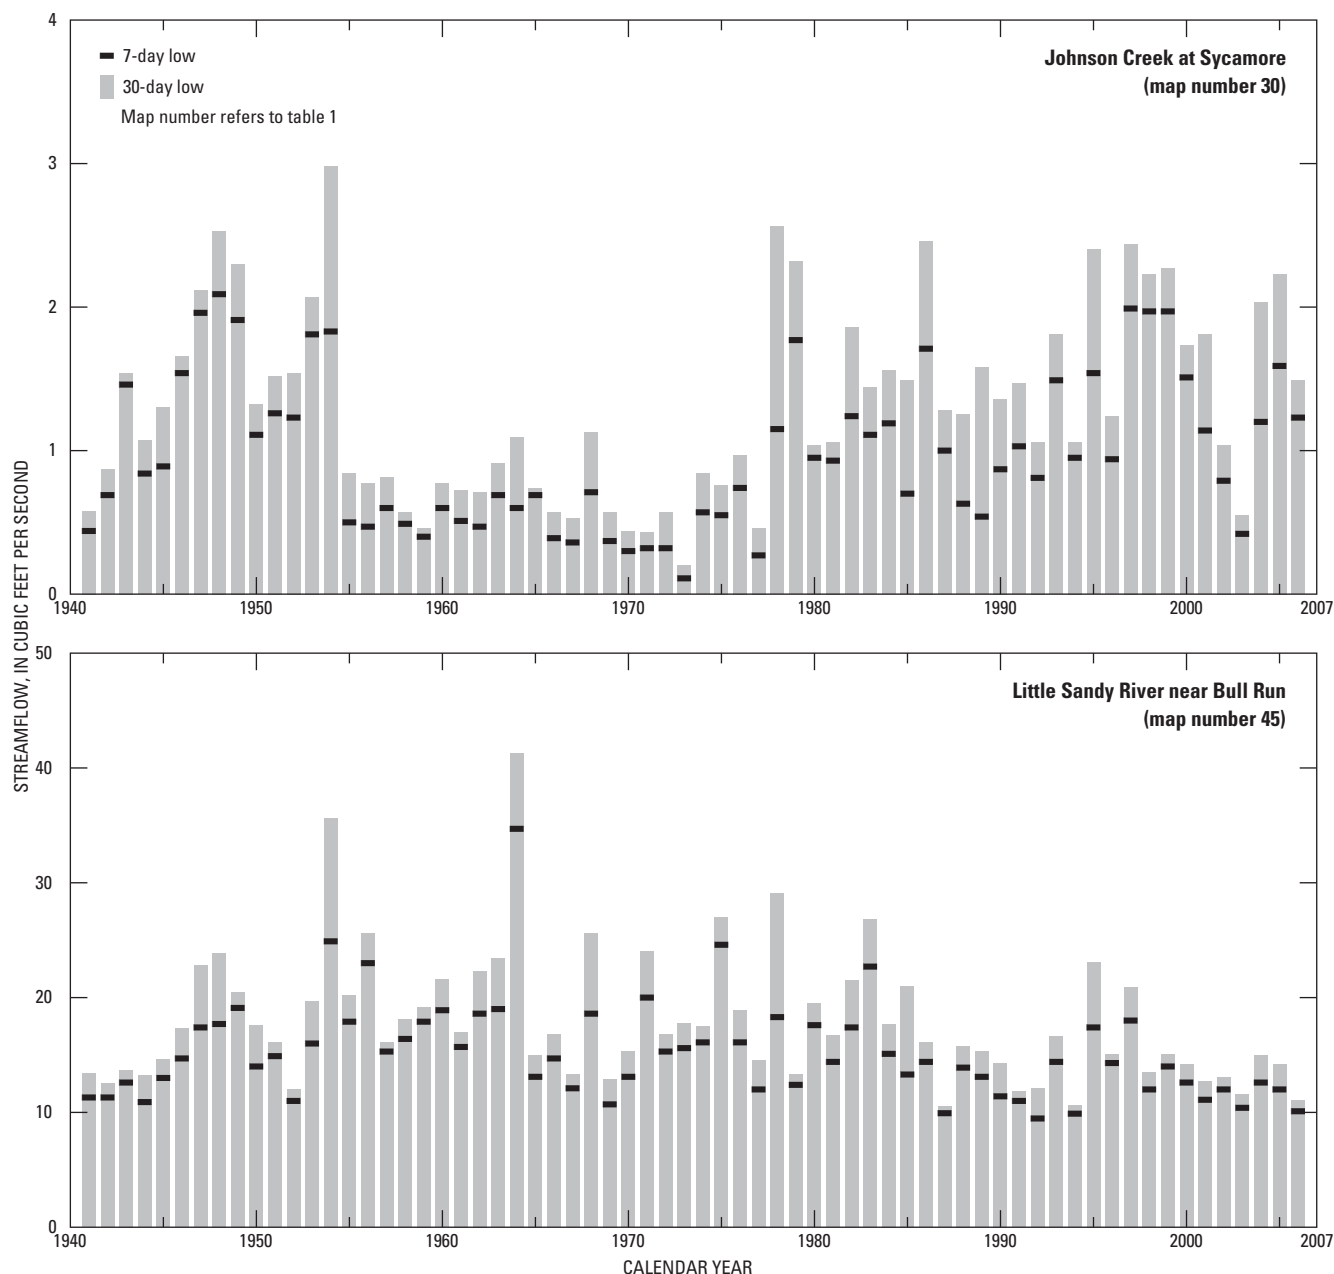 STREAMFLOW, IN CUBIC FEET PER SECOND
4
3
2
1
0
7-day low
30-day low
Map number refers to table 1
Johnson Creek at Sycamore
(map number 30)
1940 1950 1960 1970 1980 1990 2000 2007
50
40
30
20
10
0
Little Sandy River near Bull Run
(map number 45)
1940 1950 1960 1970 1980 1990 2000 2007
CALENDAR YEAR